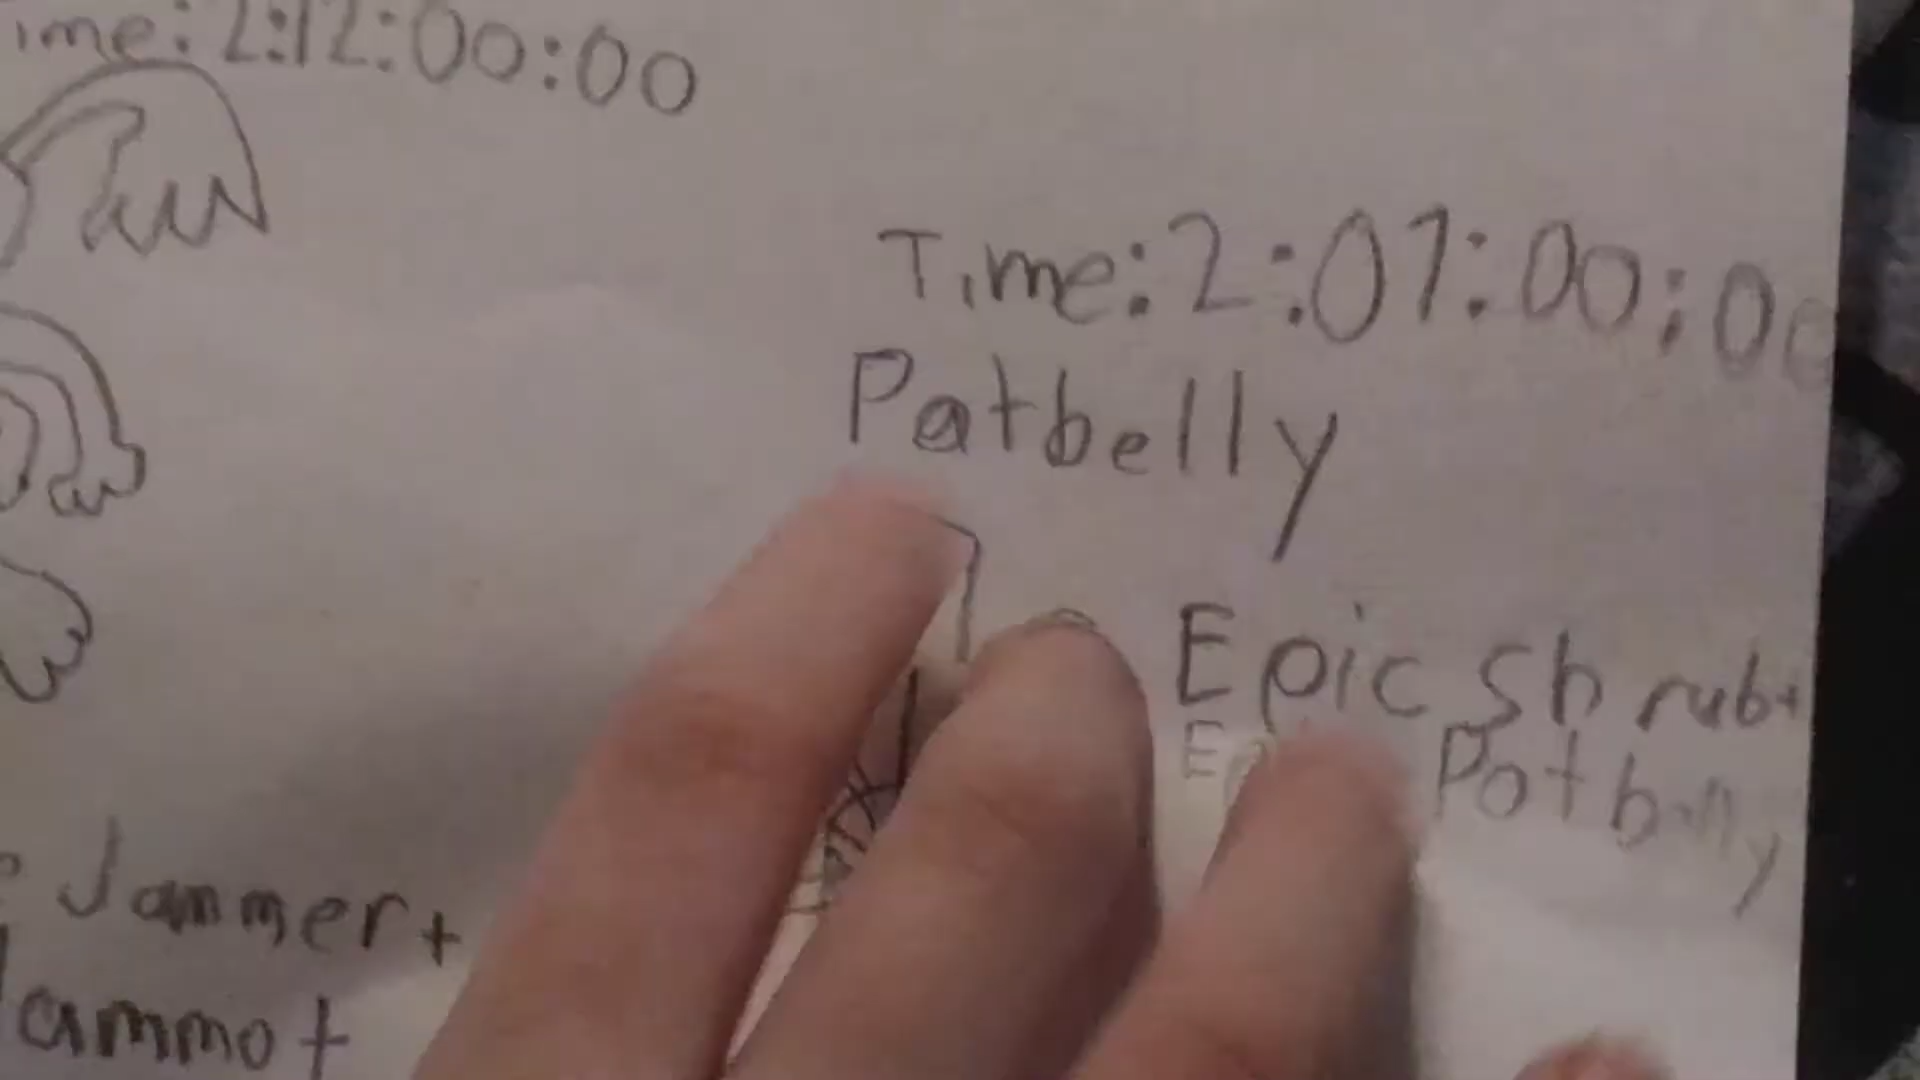 ime: 2:12:00:00
Time: 2:07:00:00
Patbelly
Epic Shrub+
Potbelly
Jammer+
ammot